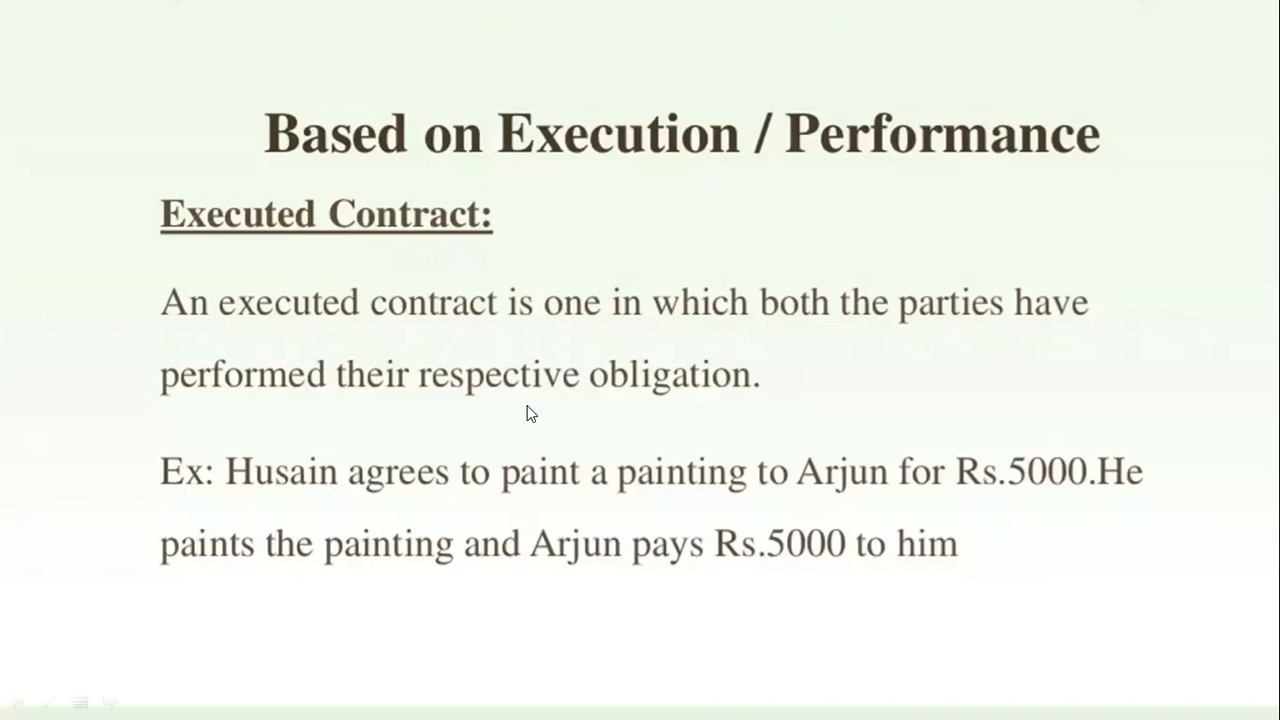 Based on Execution / Performance
Executed Contract:
An executed contract is one in which both the parties have
performed their respective obligation.
Ex: Husain agrees to paint a painting to Arjun for Rs.5000.He
paints the painting and Arjun pays Rs.5000 to him